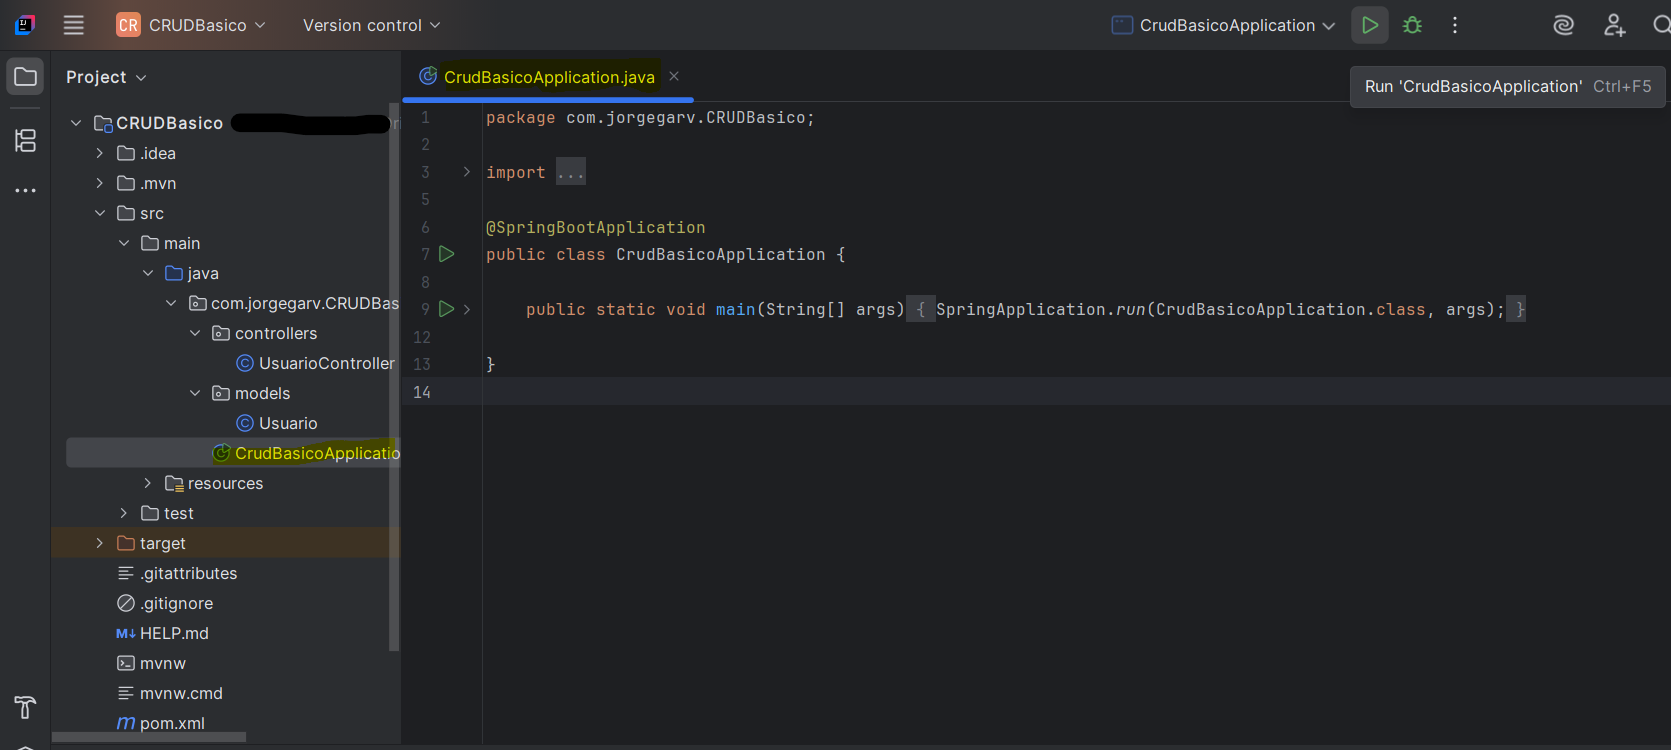 CR CRUDBasico Version control CrudBasicoApplication
Project
CrudBasicoApplication.java
Run 'CrudBasicoApplication' Ctrl+F5
CRUDBasico
.idea
.mvn
src
main
java
com.jorgegarv.CRUDBas
controllers
UsuarioController
models
Usuario
CrudBasicoApplicatio
resources
test
target
.gitattributes
.gitignore
M↓ HELP.md
mvnw
mvnw.cmd
m pom.xml
1 package com.jorgegarv.CRUDBasico;
2
3 import ...
5
6 @SpringBootApplication
7 public class CrudBasicoApplication {
8
9 public static void main(String[] args) { SpringApplication.run(CrudBasicoApplication.class, args); }
12
13 }
14